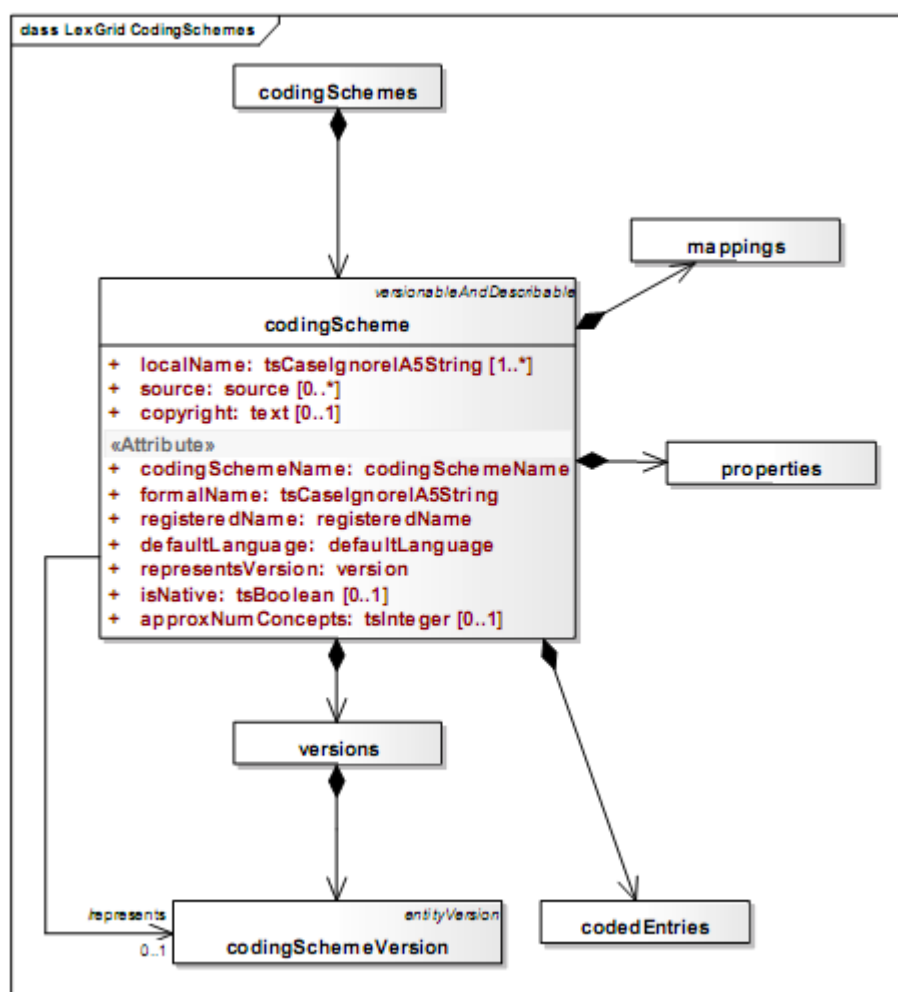 class LexGrid CodingSchemes
codingSchemes
mappings
versionableAndDescribable
codingScheme
+ localName: tsCaseIgnoreIA5String [1..*]
+ source: source [0..*]
+ copyright: text [0..1]
«Attribute»
+ codingSchemeName: codingSchemeName
+ formalName: tsCaseIgnoreIA5String
+ registeredName: registeredName
+ defaultLanguage: defaultLanguage
+ representsVersion: version
+ isNative: tsBoolean [0..1]
+ approxNumConcepts: tsInteger [0..1]
properties
versions
/represents
0..1
entityVersion
codingSchemeVersion
codedEntries